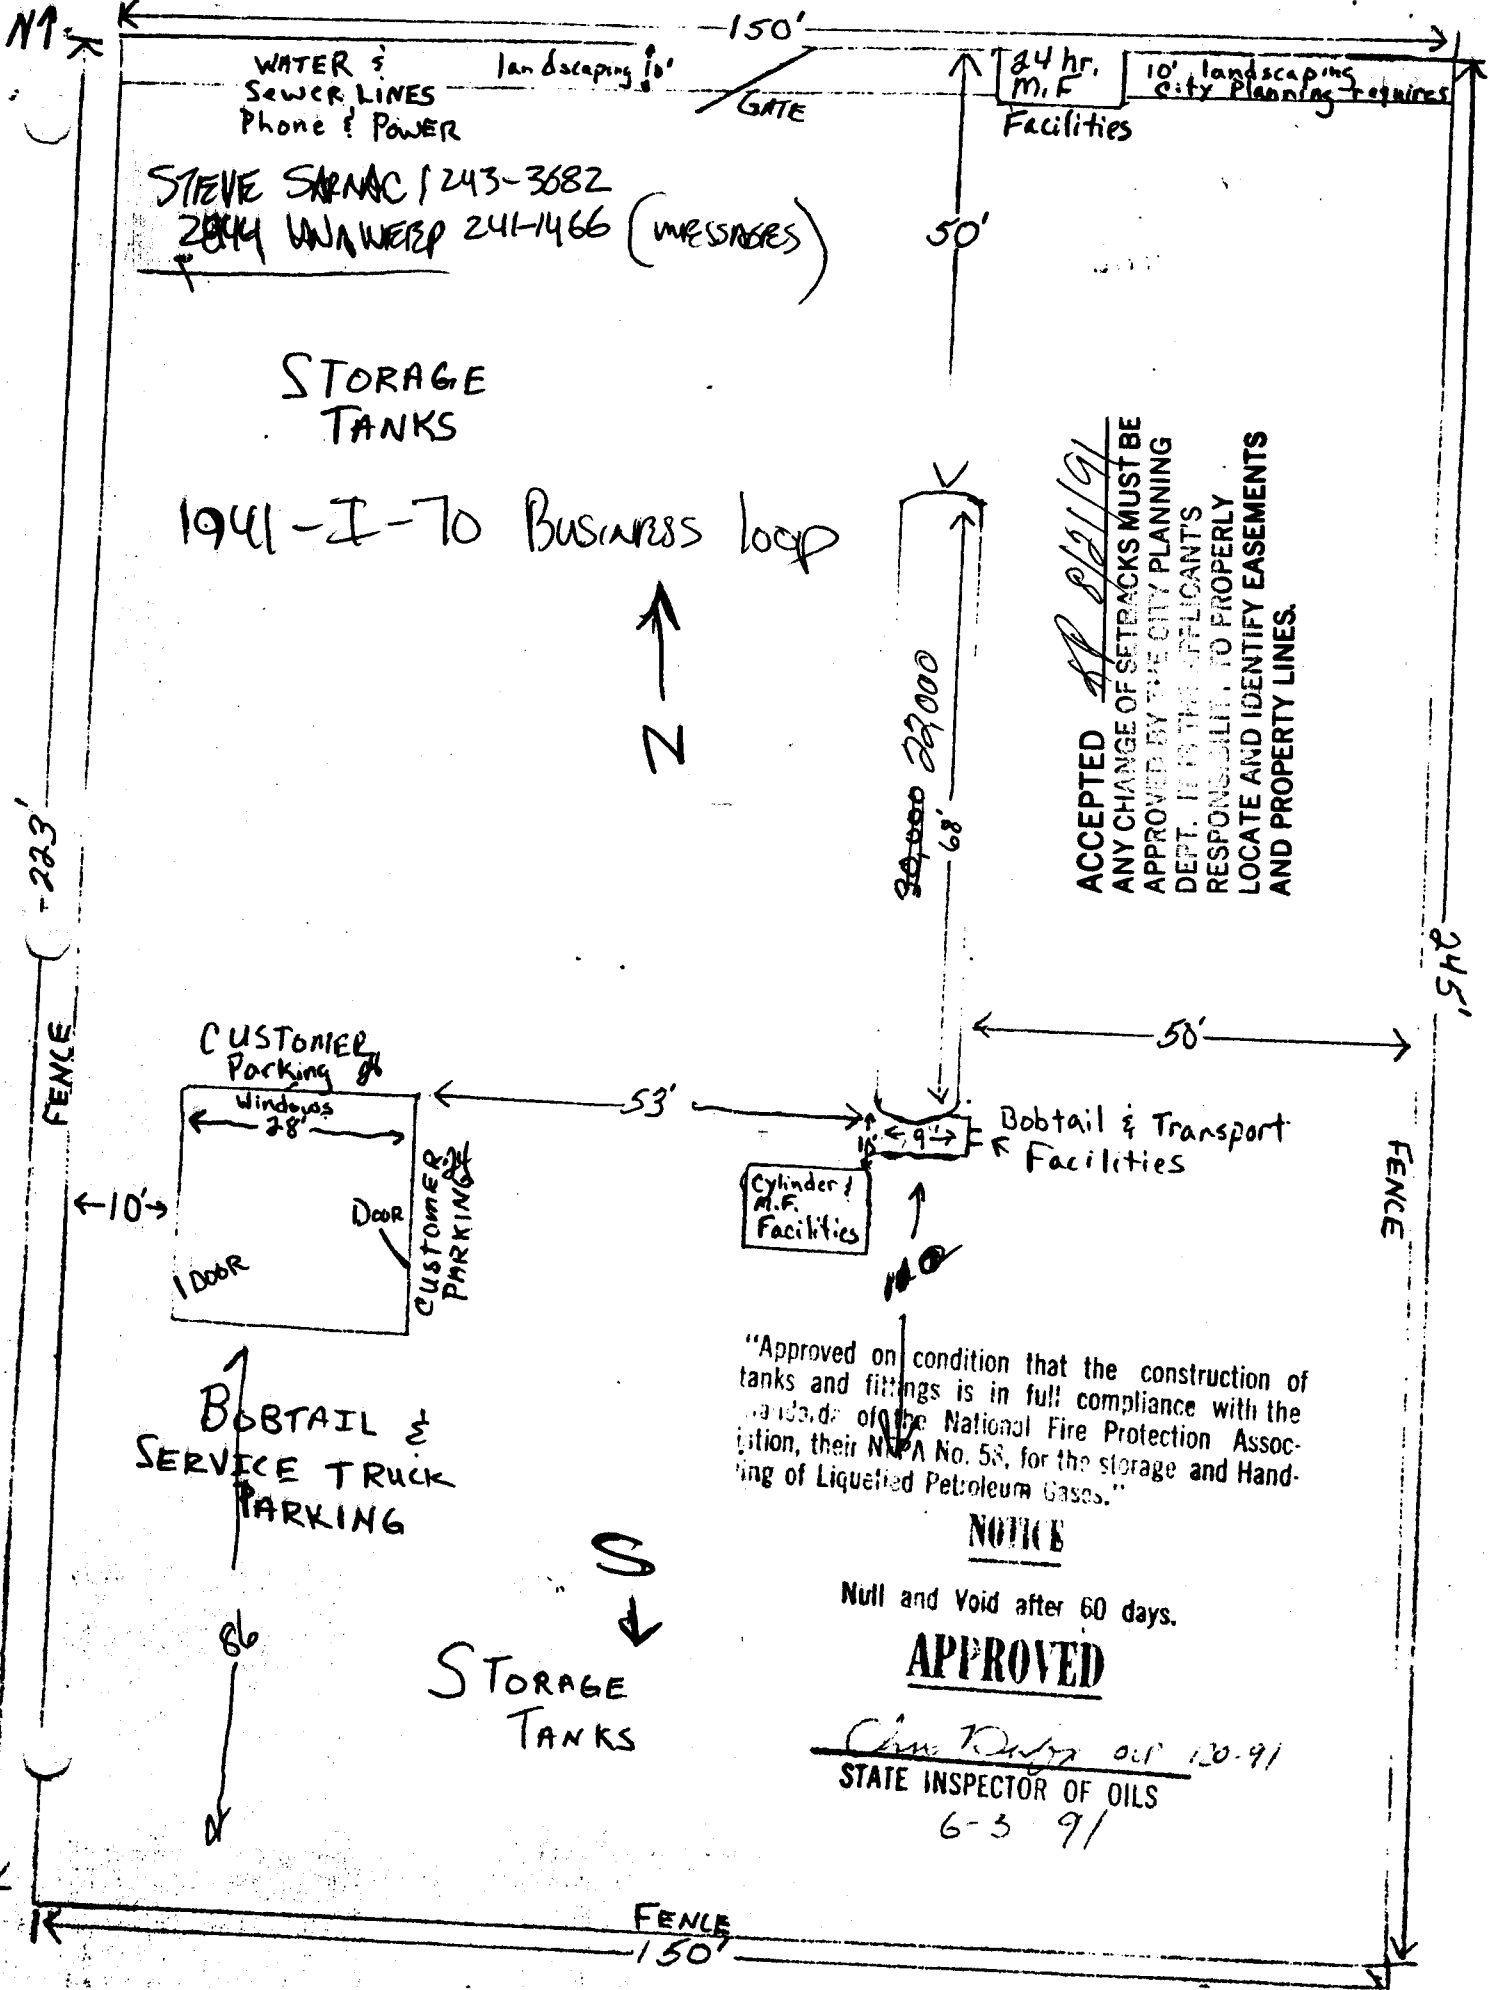 N
150'
WATER &
SEWER LINES
Phone & POWER
landscaping 10'
GATE
24 hr.
M.F
Facilities
10' landscaping
City Planning requires
STEVE SARNAC 243-3682
2844 UNAWEEP 241-1466 (MESSAGES)
50'
STORAGE
TANKS
1941-I-70 BUSINESS loop
N
30,000 22000
68'
ACCEPTED 8/21/91
ANY CHANGE OF SETBACKS MUST BE
APPROVED BY THE CITY PLANNING
DEPT. IT IS THE APPLICANT'S
RESPONSIBILITY TO PROPERLY
LOCATE AND IDENTIFY EASEMENTS
AND PROPERTY LINES.
223'
245'
FENCE
50'
CUSTOMER
Parking
Windows
28'
53'
9'
Bobtail & Transport
Facilities
FENCE
10'
DOOR
DOOR
CUSTOMER
PARKING
Cylinder &
M.F.
Facilities
"Approved on condition that the construction of
tanks and fittings is in full compliance with the
of the National Fire Protection Assoc-
iation, their NFPA No. 58, for the storage and Hand-
ling of Liquefied Petroleum Gases."
NOTICE
Null and Void after 60 days.
APPROVED
BOBTAIL &
SERVICE TRUCK
PARKING
86
S
STORAGE
TANKS
STATE INSPECTOR OF OILS
6-3 91
FENCE
150'